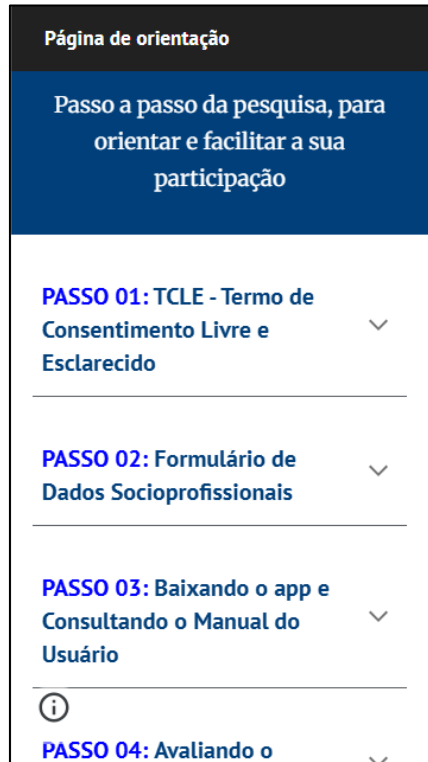 Página de orientação
Passo a passo da pesquisa, para
orientar e facilitar a sua
participação
PASSO 01: TCLE - Termo de
Consentimento Livre e
Esclarecido
PASSO 02: Formulário de
Dados Socioprofissionais
PASSO 03: Baixando o app e
Consultando o Manual do
Usuário
PASSO 04: Avaliando o